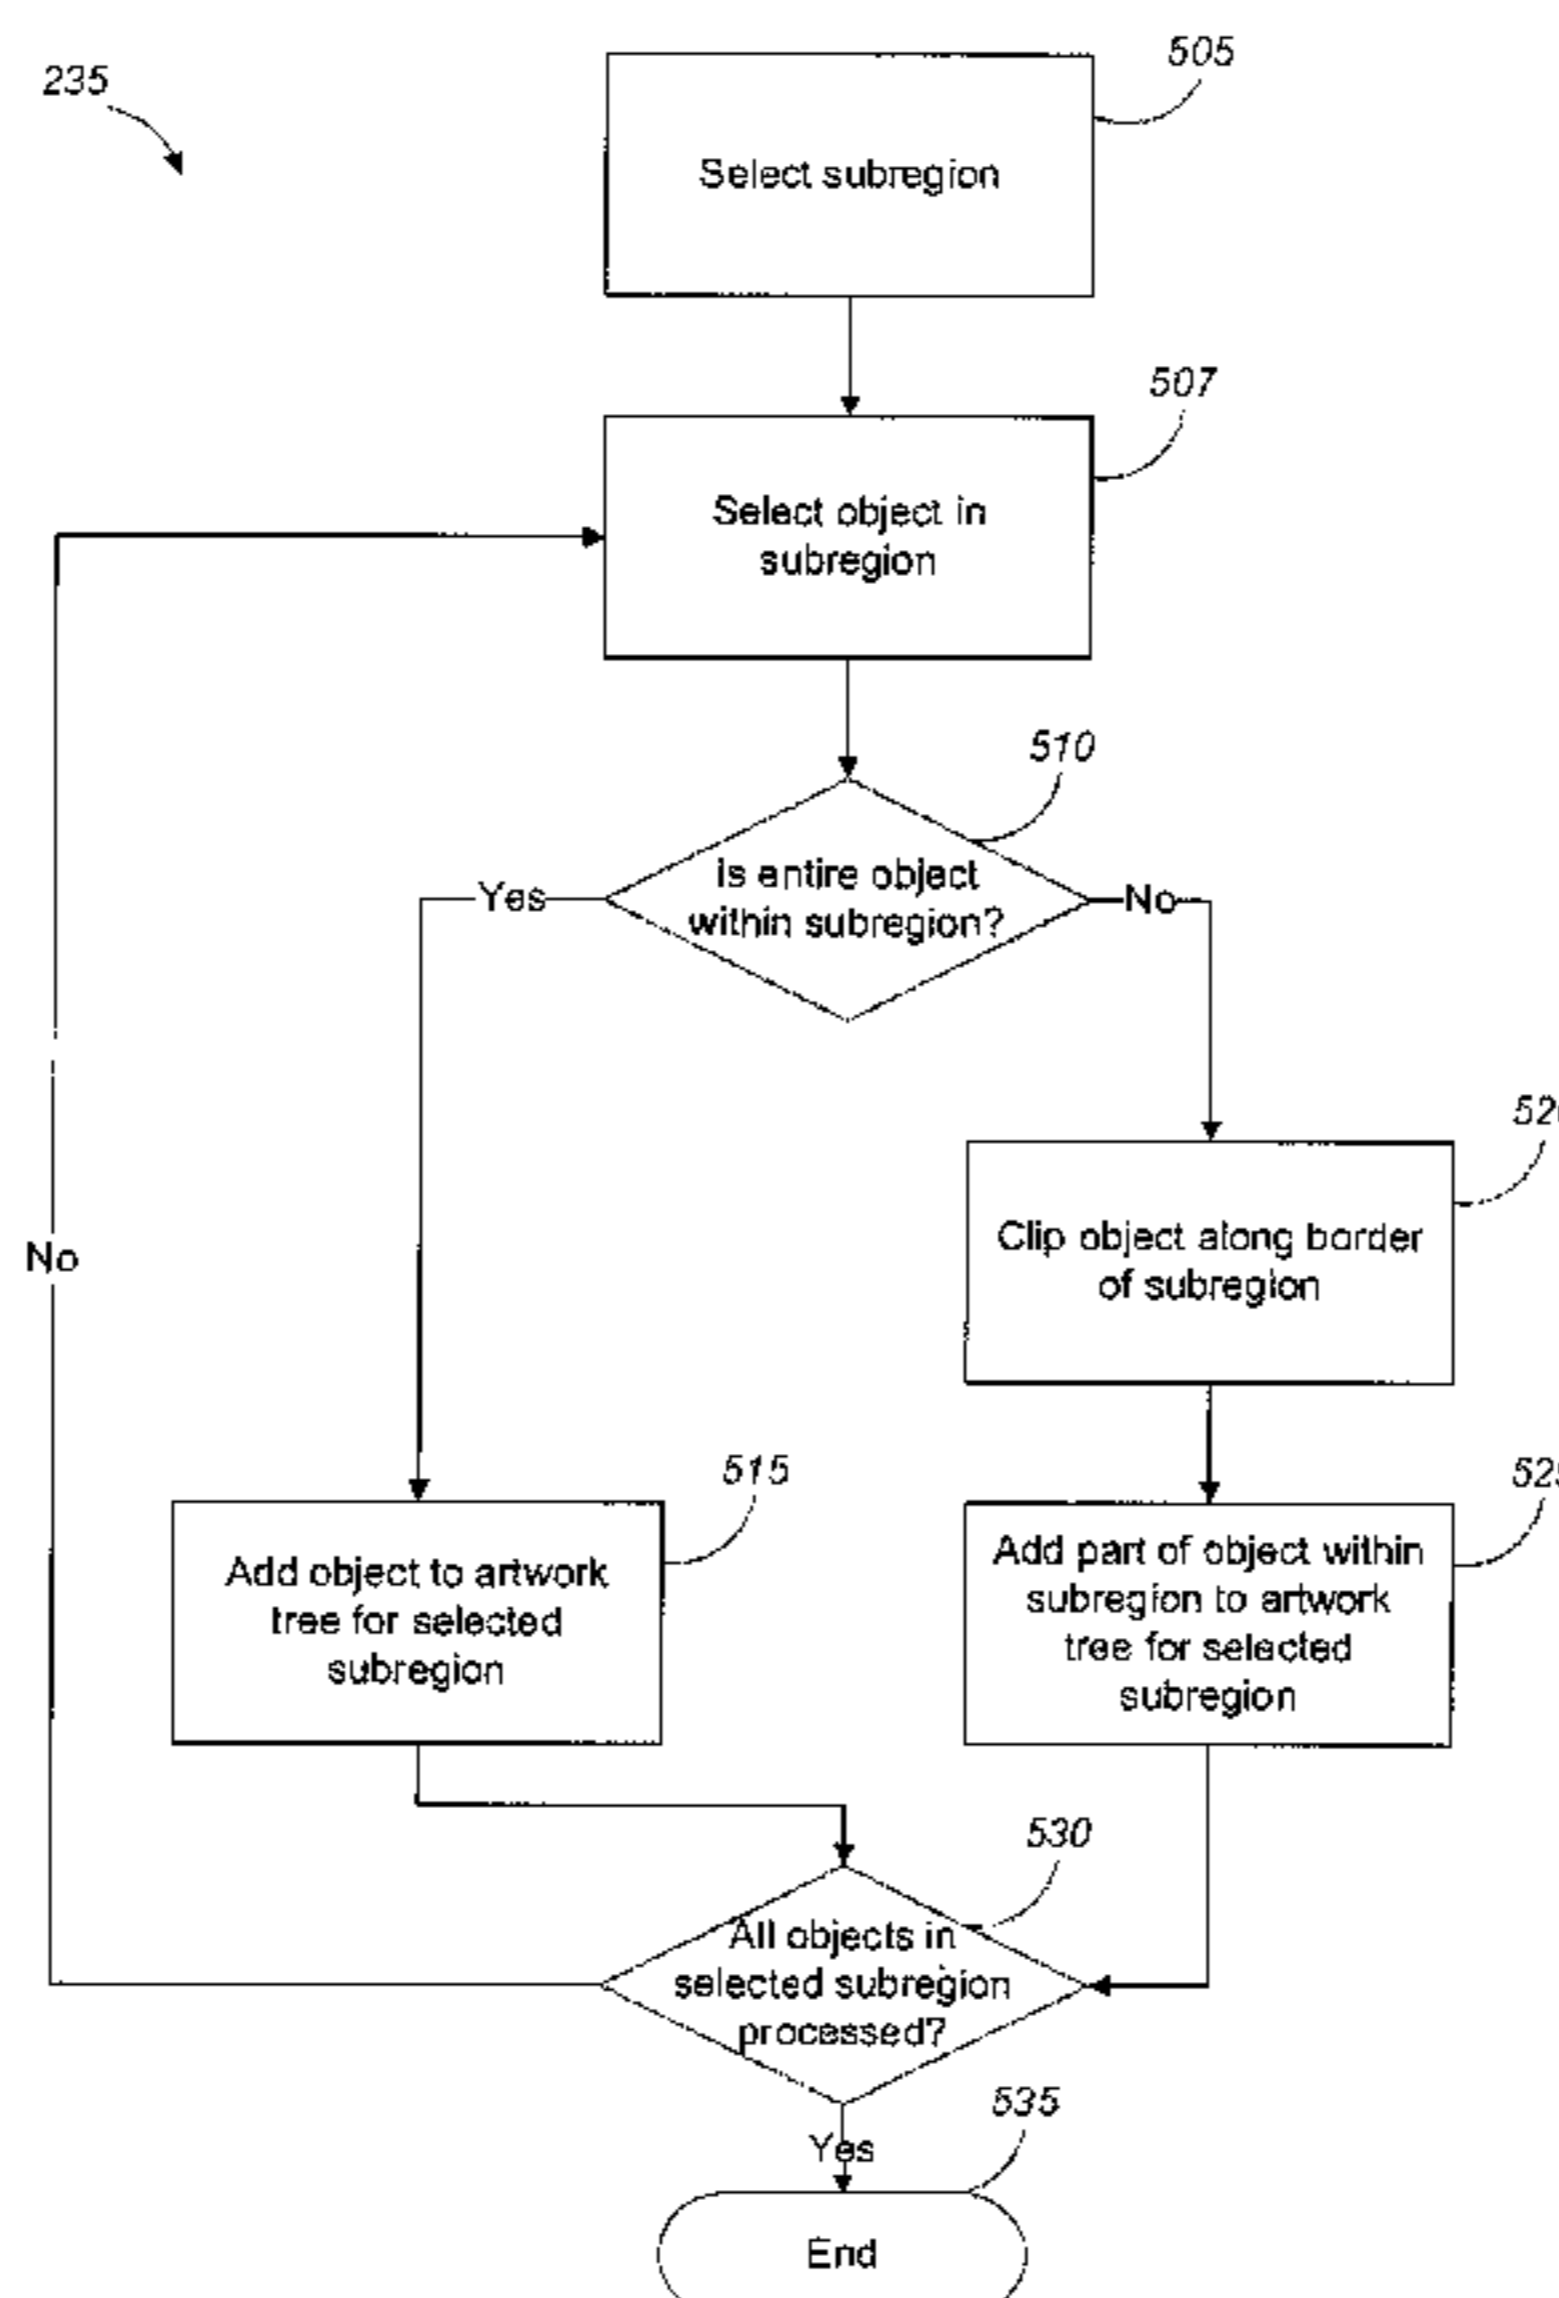 235
505
Select subregion
507
Select object in
subregion
510
Is entire object
within subregion?
Yes
No
Clip object along border
of subregion
No
515
Add object to artwork
tree for selected
subregion
Add part of object within
subregion to artwork
tree for selected
subregion
530
All objects in
selected subregion
processed?
Yes
535
End